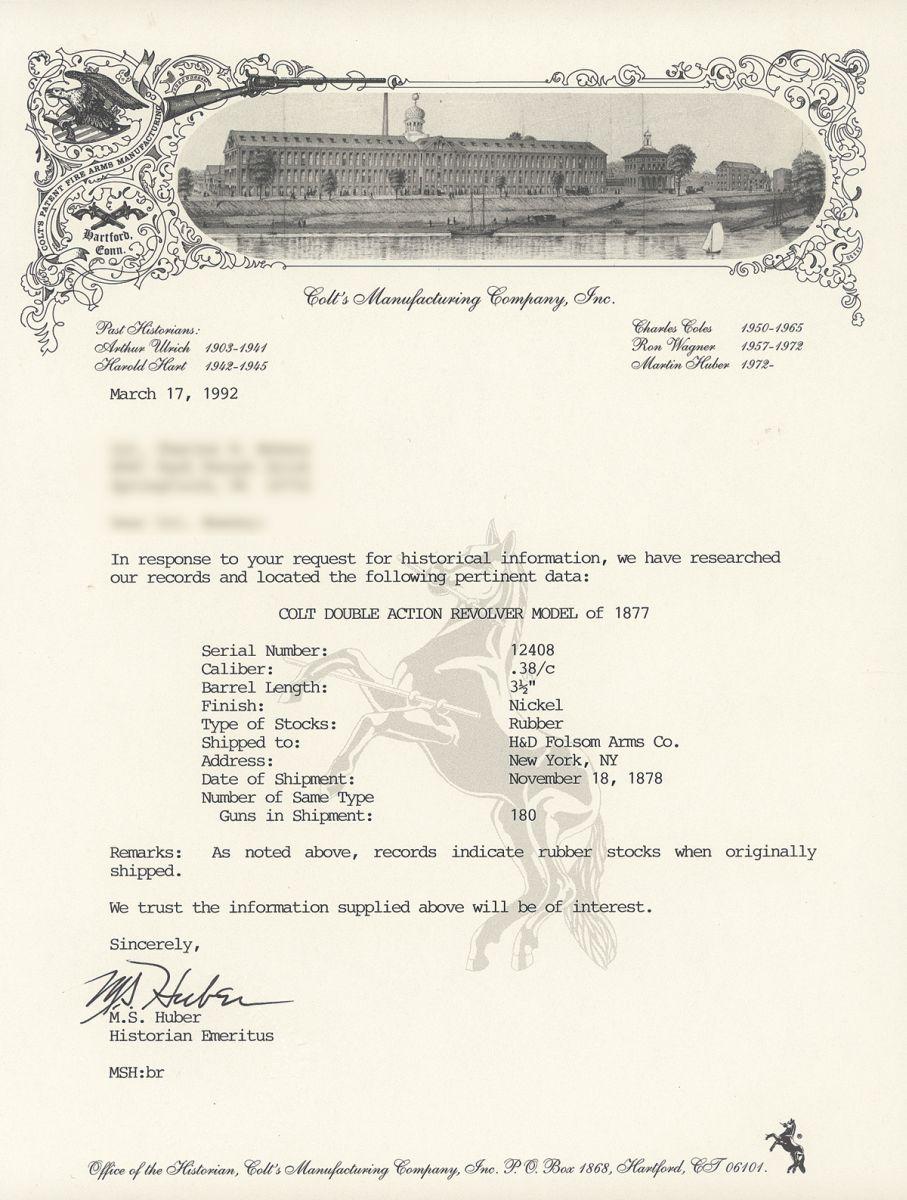 COLT'S PATENT FIRE ARMS MANUFACTURING
Hartford,
Conn.
Colt's Manufacturing Company, Inc.
Past Historians:
Arthur Ulrich 1903-1941
Harold Hart 1942-1945
Charles Coles 1950-1965
Ron Wagner 1957-1972
Martin Huber 1972-
March 17, 1992
In response to your request for historical information, we have researched
our records and located the following pertinent data:
COLT DOUBLE ACTION REVOLVER MODEL of 1877
Serial Number: 12408
Caliber: .38/c
Barrel Length: 3½"
Finish: Nickel
Type of Stocks: Rubber
Shipped to: H&D Folsom Arms Co.
Address: New York, NY
Date of Shipment: November 18, 1878
Number of Same Type
Guns in Shipment: 180
Remarks: As noted above, records indicate rubber stocks when originally
shipped.
We trust the information supplied above will be of interest.
Sincerely,
M.S. Huber
M.S. Huber
Historian Emeritus
MSH:br
Office of the Historian, Colt's Manufacturing Company, Inc. P.O. Box 1868, Hartford, CT 06101.